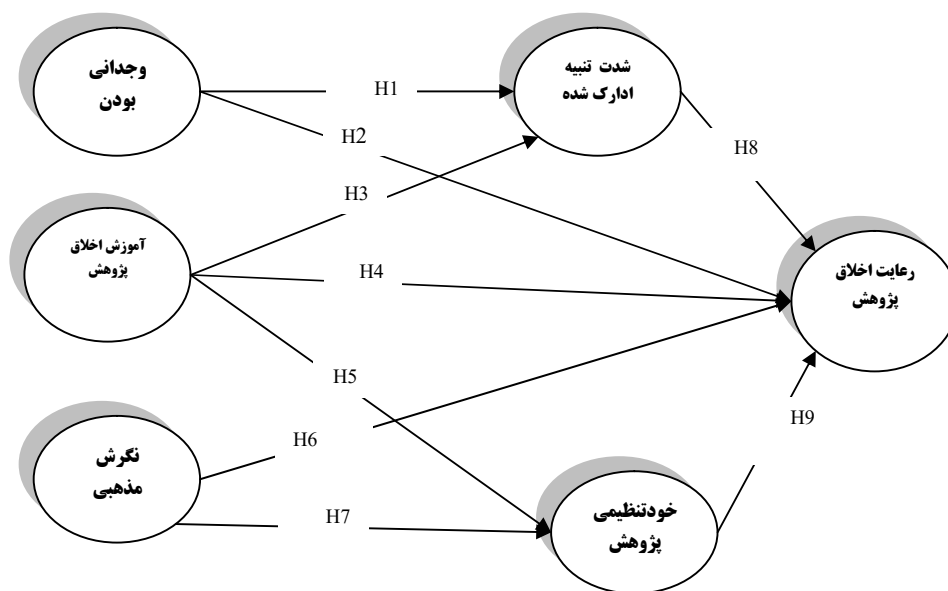 وجدانی
بودن
شدت تنبیه
ادارک شده
H1
H2
H8
H3
آموزش اخلاق
پژوهش
H4
رعایت اخلاق
پژوهش
H5
H9
نگرش
مذهبی
H6
H7
خودتنظیمی
پژوهش